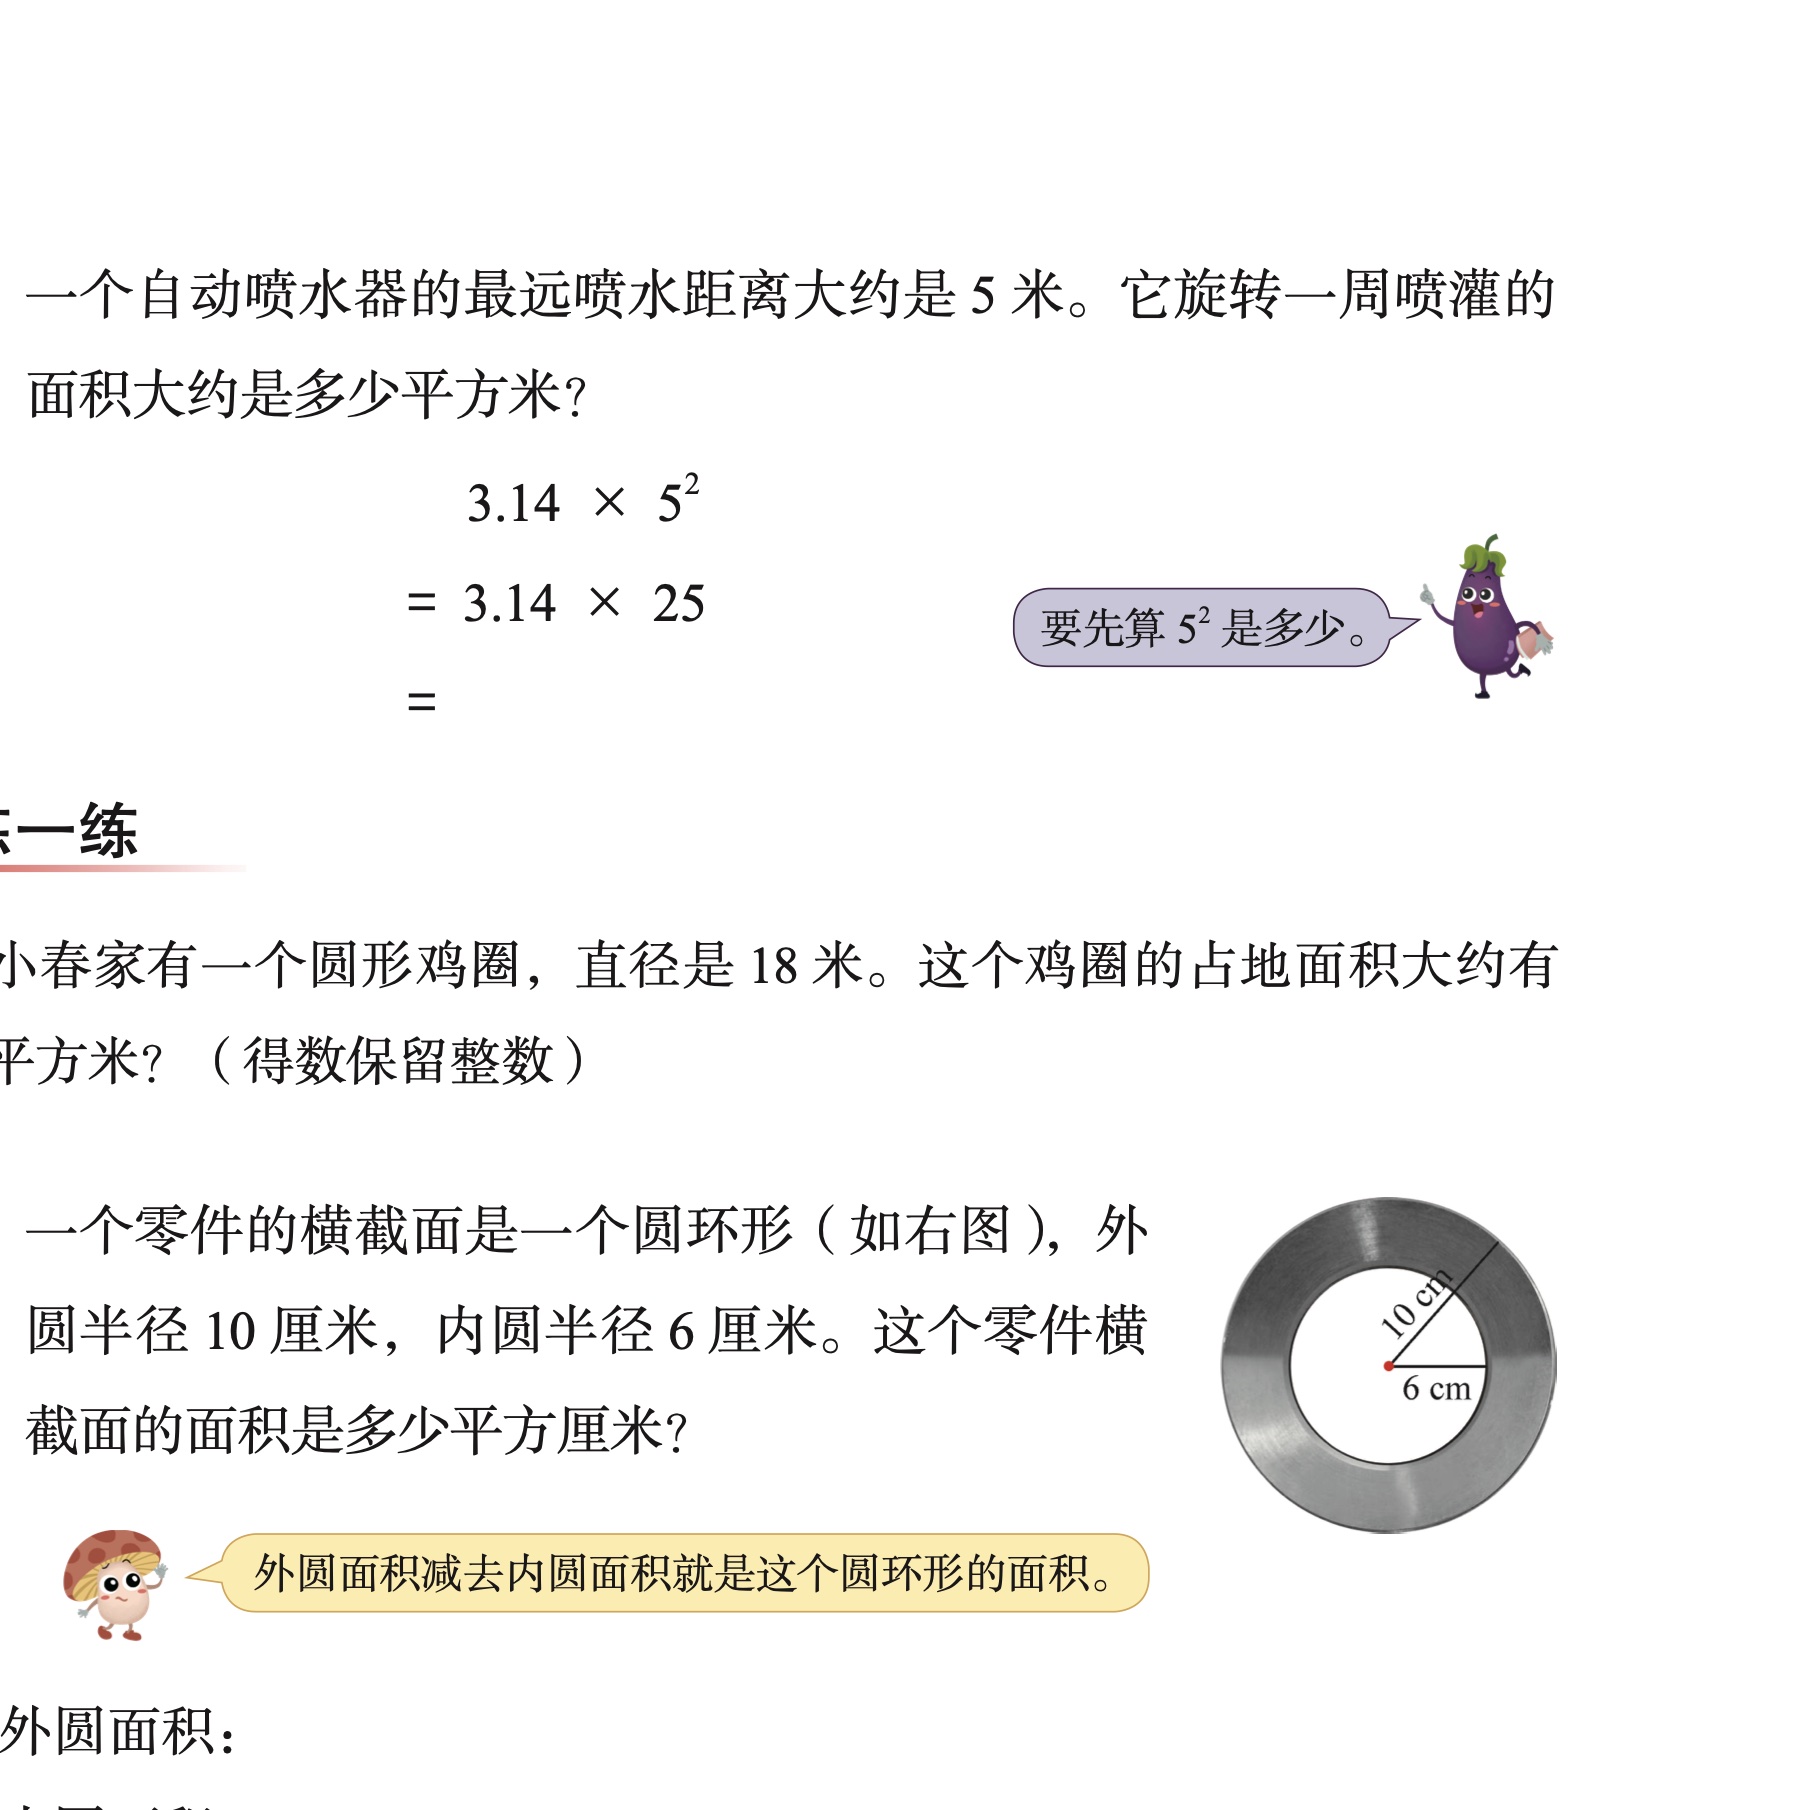 一个自动喷水器的最远喷水距离大约是 5 米。它旋转一周喷灌的
面积大约是多少平方米？
3.14 × 5²
= 3.14 × 25
要先算 5² 是多少。
=
一练
小春家有一个圆形鸡圈，直径是 18 米。这个鸡圈的占地面积大约有
平方米？（得数保留整数）
一个零件的横截面是一个圆环形（如右图），外
圆半径 10 厘米，内圆半径 6 厘米。这个零件横
截面的面积是多少平方厘米？
10 cm
6 cm
外圆面积减去内圆面积就是这个圆环形的面积。
外圆面积：